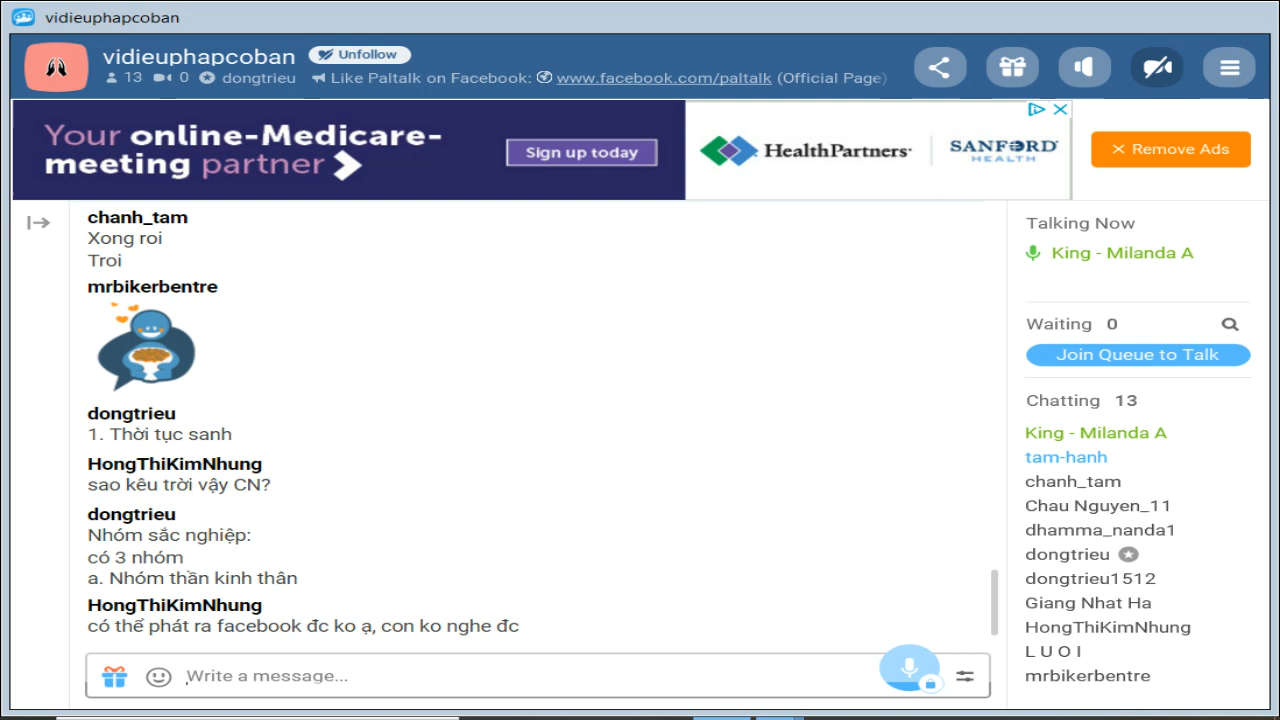 vidieuphapcoban
vidieuphapcoban Unfollow
13 0 dongtrieu Like Paltalk on Facebook: www.facebook.com/paltalk (Official Page)
Your online-Medicare-
meeting partner
Sign up today
HealthPartners
SANFORD
HEALTH
× Remove Ads
chanh_tam
Xong roi
Troi
mrbikerbentre
dongtrieu
1. Thời tục sanh
HongThiKimNhung
sao kêu trời vậy CN?
dongtrieu
Nhóm sắc nghiệp:
có 3 nhóm
a. Nhóm thần kinh thân
HongThiKimNhung
có thể phát ra facebook đc ko ạ, con ko nghe đc
Write a message...
Talking Now
King - Milanda A
Waiting 0
Join Queue to Talk
Chatting 13
King - Milanda A
tam-hanh
chanh_tam
Chau Nguyen_11
dhamma_nanda1
dongtrieu
dongtrieu1512
Giang Nhat Ha
HongThiKimNhung
L U O I
mrbikerbentre